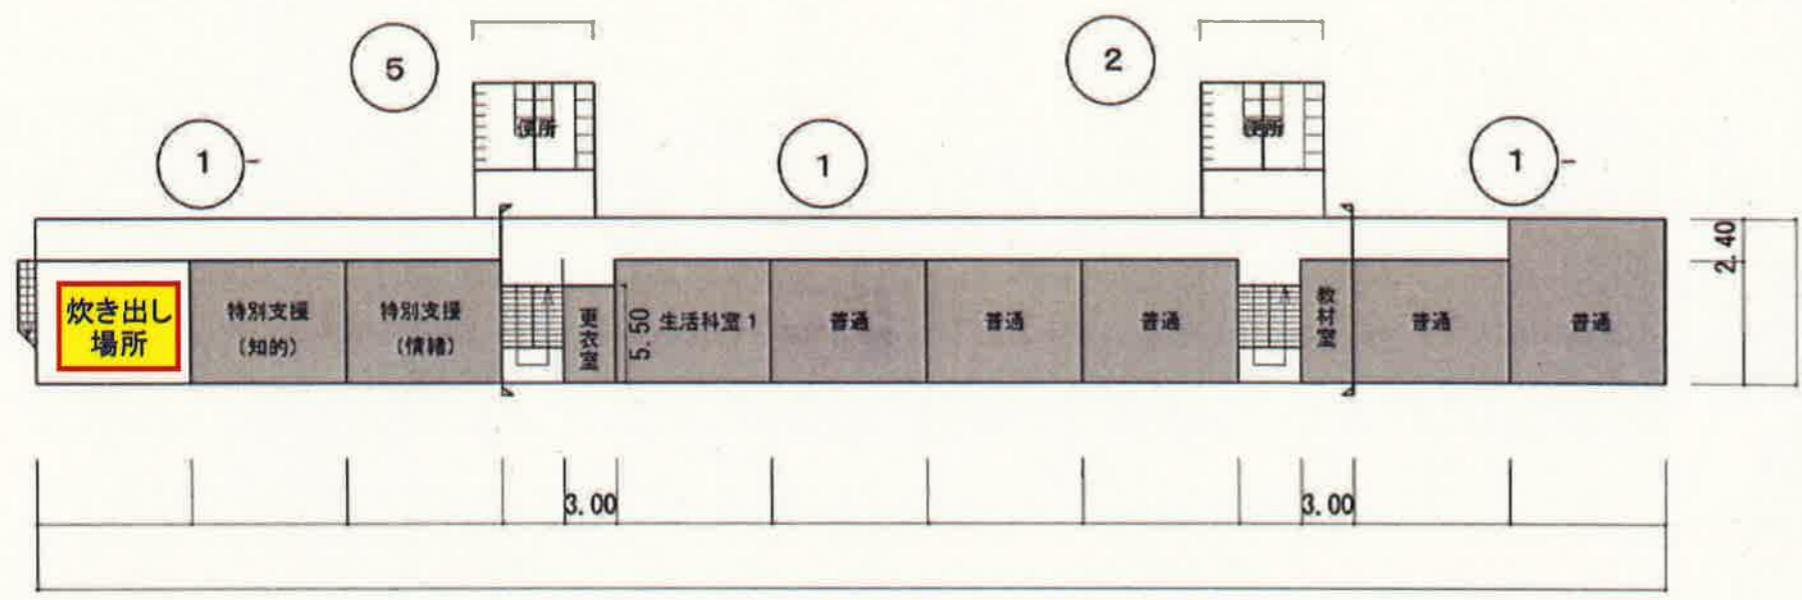 5
2
1
1
1
便所
便所
炊き出し
場所
特別支援
(知的)
特別支援
(情緒)
更衣室
5.50
生活科室1
普通
普通
普通
教材室
普通
普通
2.40
3.00
3.00